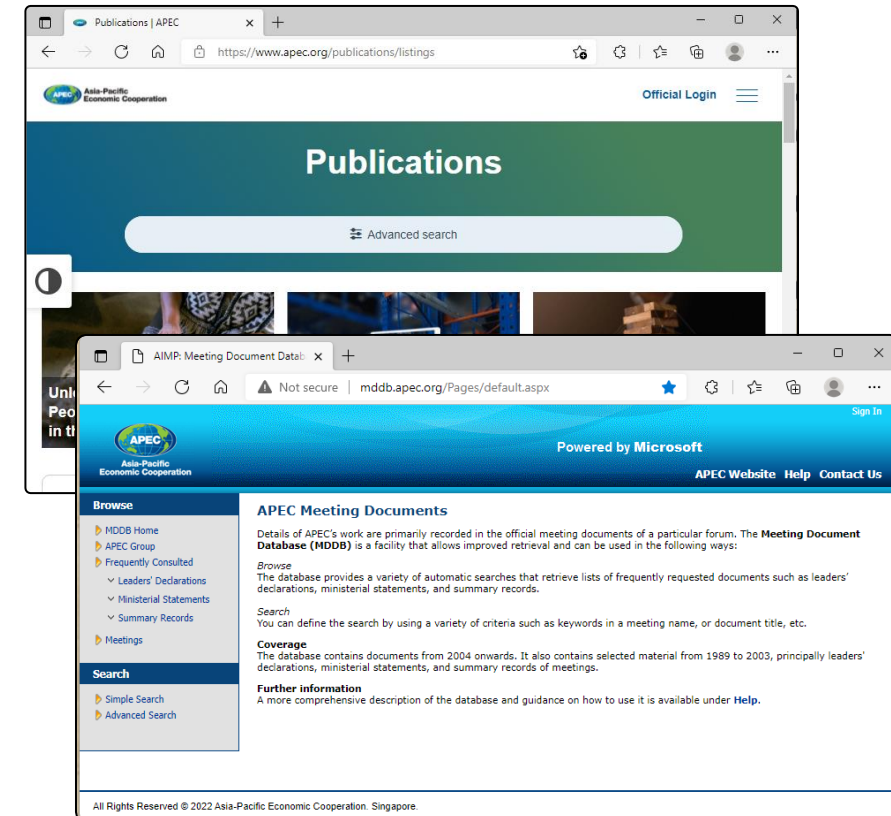 Publications | APEC
https://www.apec.org/publications/listings
APEC
Asia-Pacific
Economic Cooperation
Official Login
Publications
Advanced search
AIMP: Meeting Document Datab
Not secure | mddb.apec.org/Pages/default.aspx
Sign In
APEC
Asia-Pacific
Economic Cooperation
Powered by Microsoft
APEC Website Help Contact Us
Browse
MDDB Home
APEC Group
Frequently Consulted
Leaders' Declarations
Ministerial Statements
Summary Records
Meetings
Search
Simple Search
Advanced Search
APEC Meeting Documents
Details of APEC's work are primarily recorded in the official meeting documents of a particular forum. The Meeting Document
Database (MDDB) is a facility that allows improved retrieval and can be used in the following ways:
Browse
The database provides a variety of automatic searches that retrieve lists of frequently requested documents such as leaders'
declarations, ministerial statements, and summary records.
Search
You can define the search by using a variety of criteria such as keywords in a meeting name, or document title, etc.
Coverage
The database contains documents from 2004 onwards. It also contains selected material from 1989 to 2003, principally leaders'
declarations, ministerial statements, and summary records of meetings.
Further information
A more comprehensive description of the database and guidance on how to use it is available under Help.
All Rights Reserved © 2022 Asia-Pacific Economic Cooperation. Singapore.